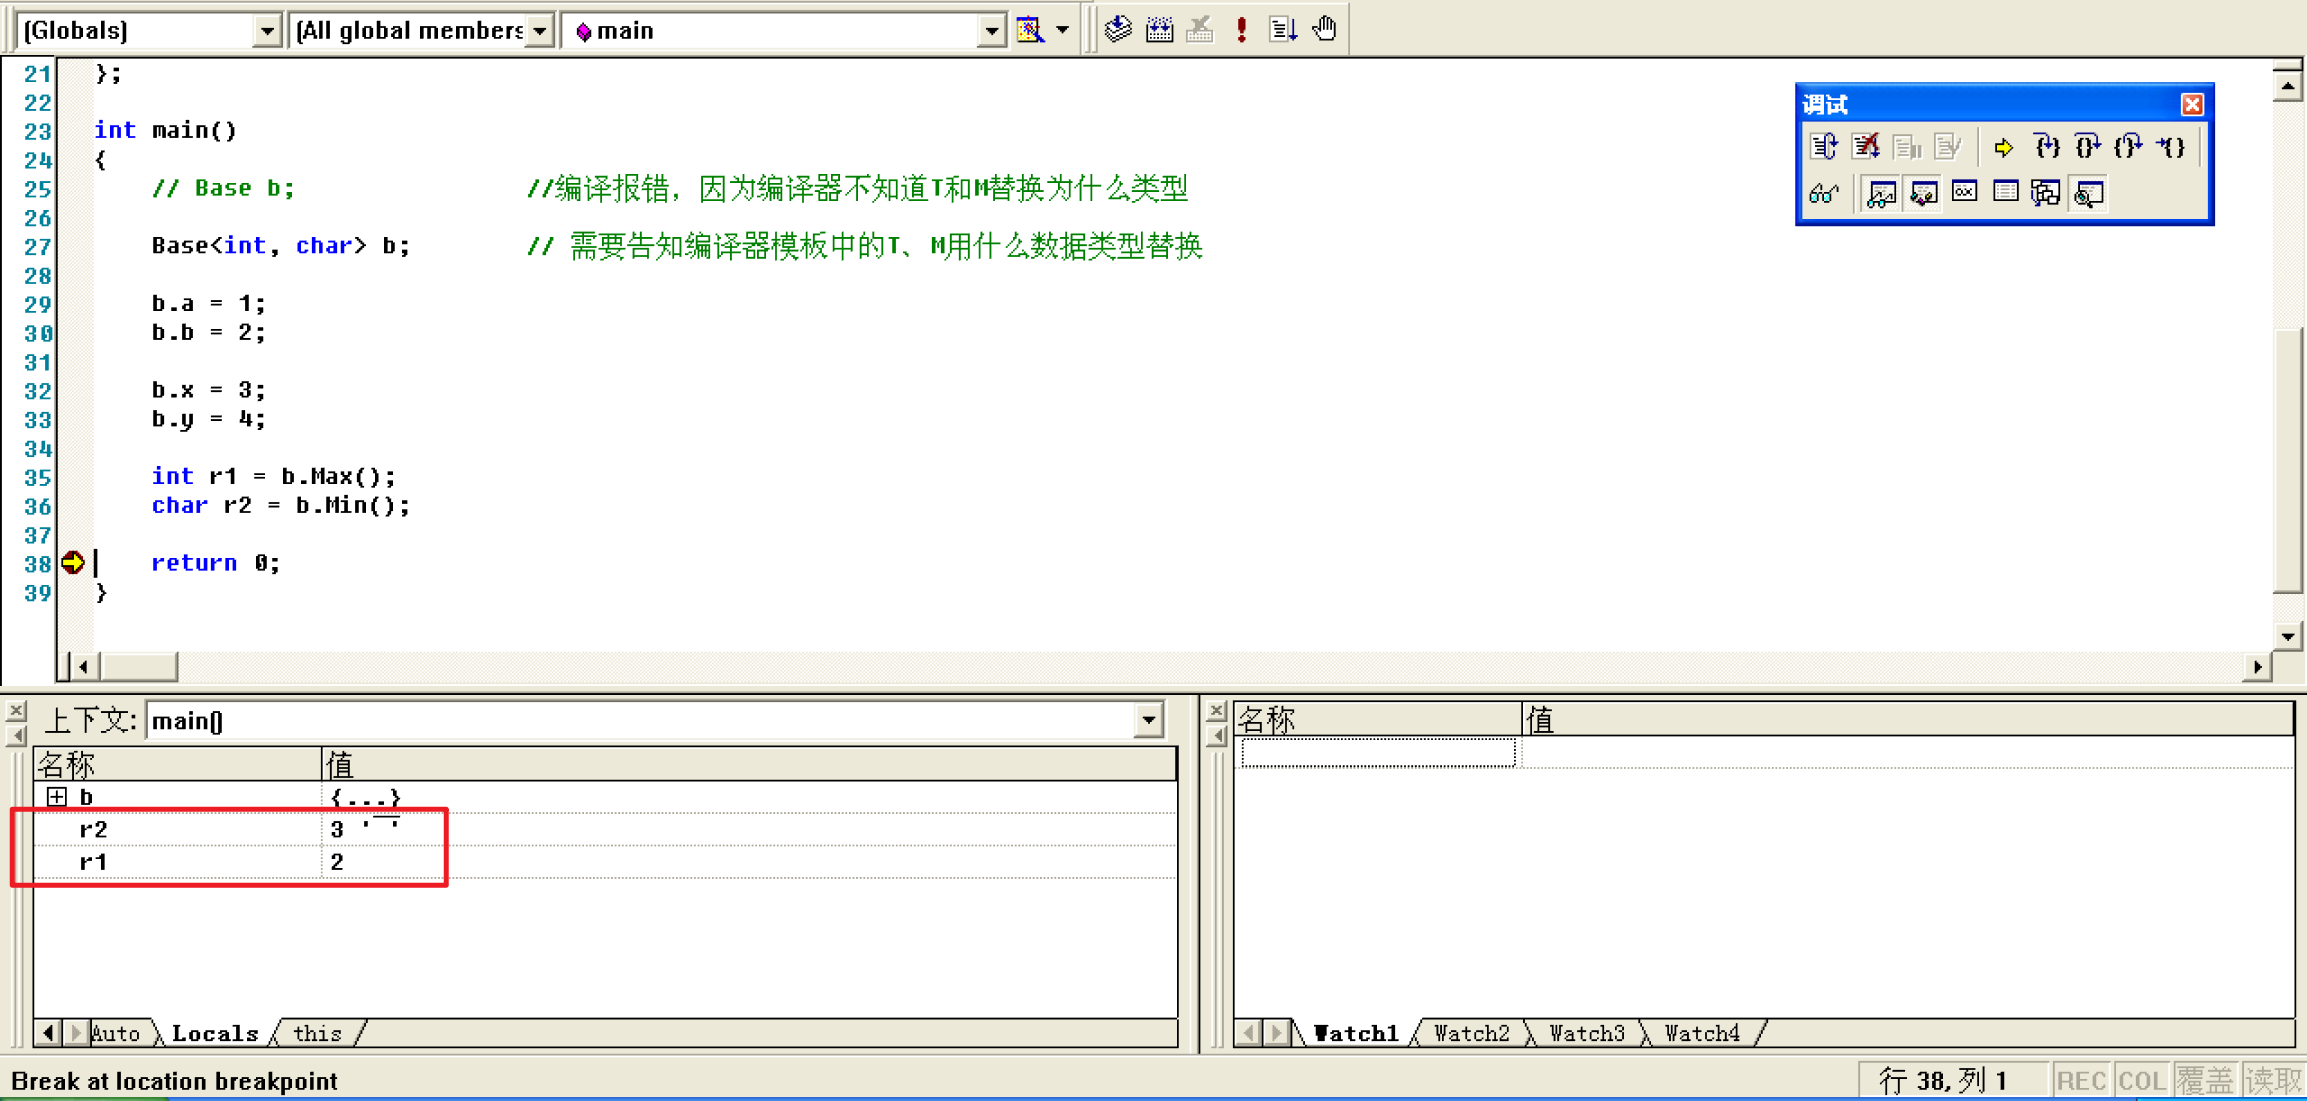 (Globals) (All global members main
21 };
22
23 int main()
24 {
25 // Base b; //编译报错，因为编译器不知道T和M替换为什么类型
26
27 Base<int, char> b; // 需要告知编译器模板中的T、M用什么数据类型替换
28
29 b.a = 1;
30 b.b = 2;
31
32 b.x = 3;
33 b.y = 4;
34
35 int r1 = b.Max();
36 char r2 = b.Min();
37
38 return 0;
39 }
调试
上下文: main()
名称 值
b {...}
r2 3 ' '
r1 2
Auto Locals this
名称 值
Watch1 Watch2 Watch3 Watch4
Break at location breakpoint
行 38, 列 1 REC COL 覆盖 读取